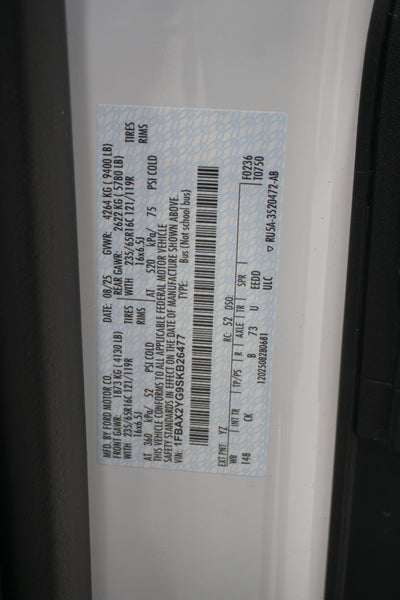 MFD. BY FORD MOTOR CO. DATE: 08/25 GVWR: 4264 KG ( 9400 LB)
FRONT GAWR: 1873 KG ( 4130 LB) REAR GAWR: 2622 KG ( 5780 LB)
WITH 235/65R16C 121/119R TIRES WITH 235/65R16C 121/119R TIRES
16x6.5J RIMS 16x6.5J RIMS
AT 360 kPa/ 52 PSI COLD AT 520 kPa/ 75 PSI COLD
THIS VEHICLE CONFORMS TO ALL APPLICABLE FEDERAL MOTOR VEHICLE
SAFETY STANDARDS IN EFFECT ON THE DATE OF MANUFACTURE SHOWN ABOVE.
VIN: 1FBAX2YG9SKB26477 TYPE: Bus (Not school bus)
F0236
T0750
EXT PNT: YZ RC: 52 DSO:
WB INT TR TP/PS R AXLE TR SPR
148 CK B 73 U EEDD
ULC
120250828068
▽ RU5A-3520472-AB